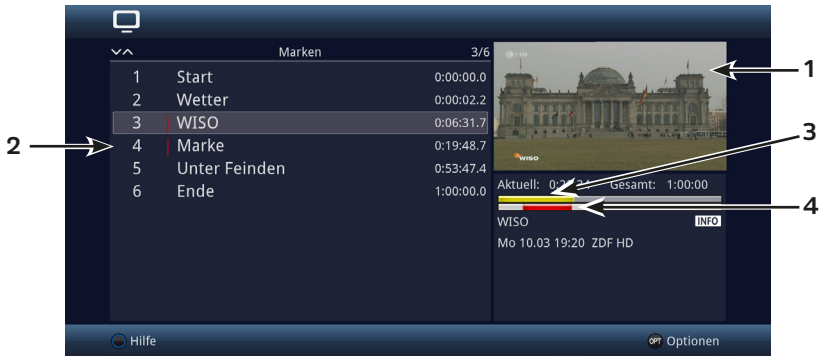 Marken 3/6
1 Start 0:00:00.0
2 Wetter 0:00:02.2
3 WISO 0:06:31.7
4 Marke 0:19:48.7
5 Unter Feinden 0:53:47.4
6 Ende 1:00:00.0
HD
WISO
Aktuell: Gesamt: 1:00:00
WISO INFO
Mo 10.03 19:20 ZDF HD
Hilfe
OPT Optionen
1
2
3
4